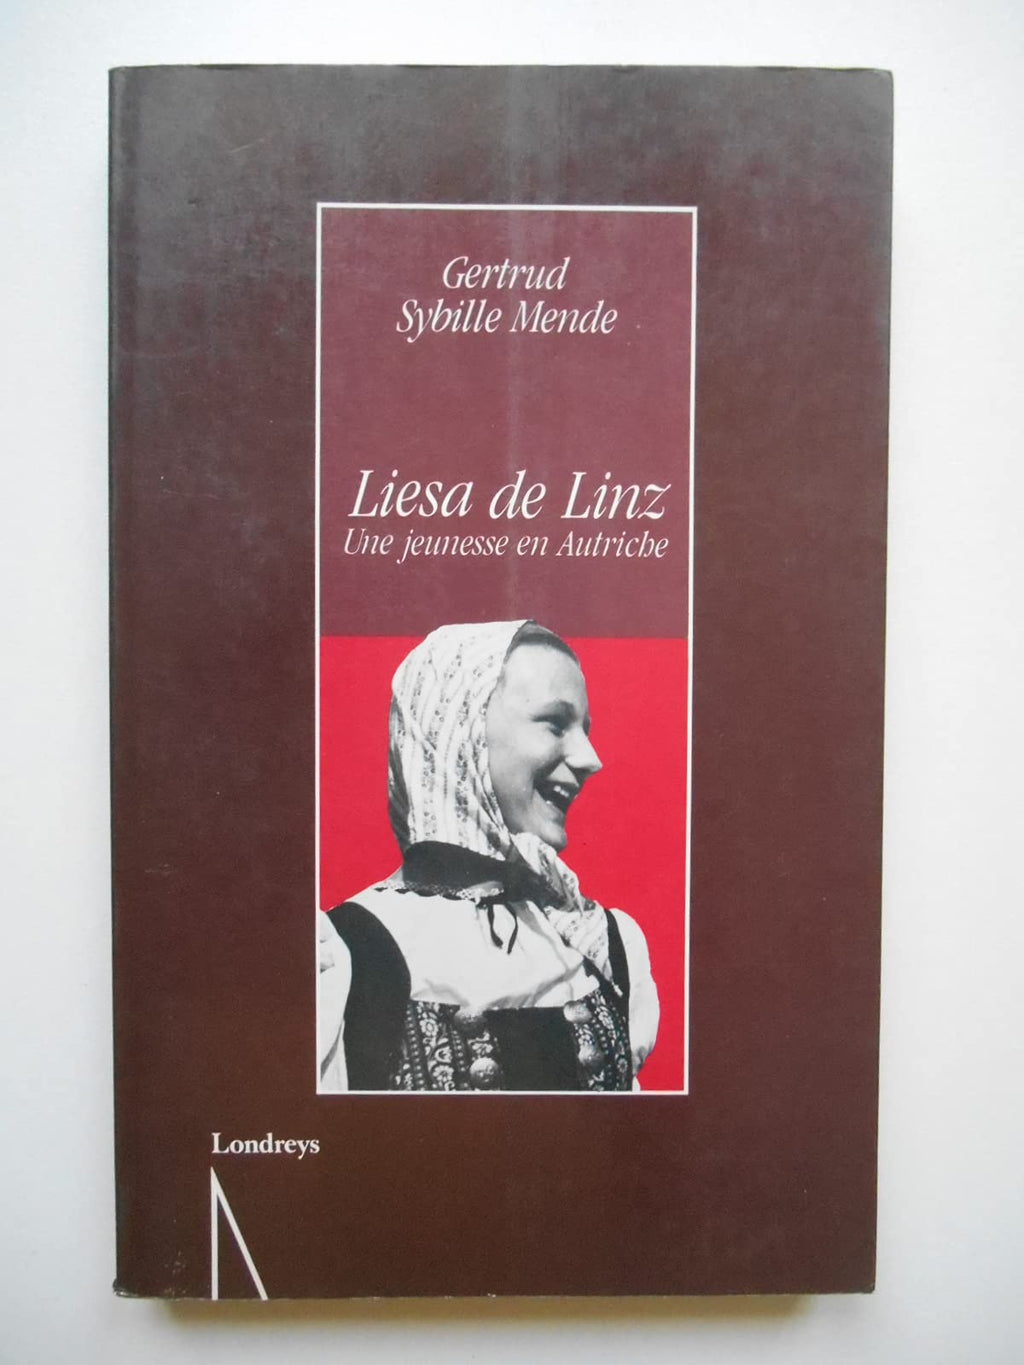 Gertrud
Sybille Mende
Liesa de Linz
Une jeunesse en Autriche
Londreys